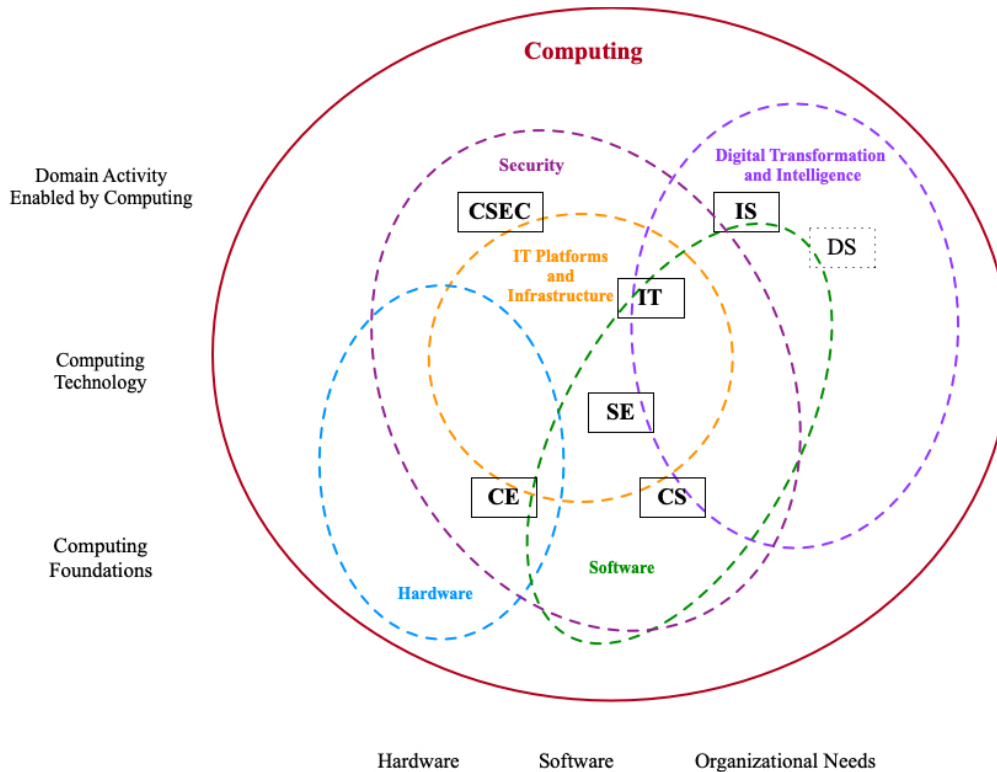 Computing
Security
Digital Transformation
and Intelligence
Domain Activity
Enabled by Computing
CSEC
IS
DS
IT Platforms
and
Infrastructure
IT
Computing
Technology
SE
CE
CS
Computing
Foundations
Software
Hardware
Hardware
Software
Organizational Needs